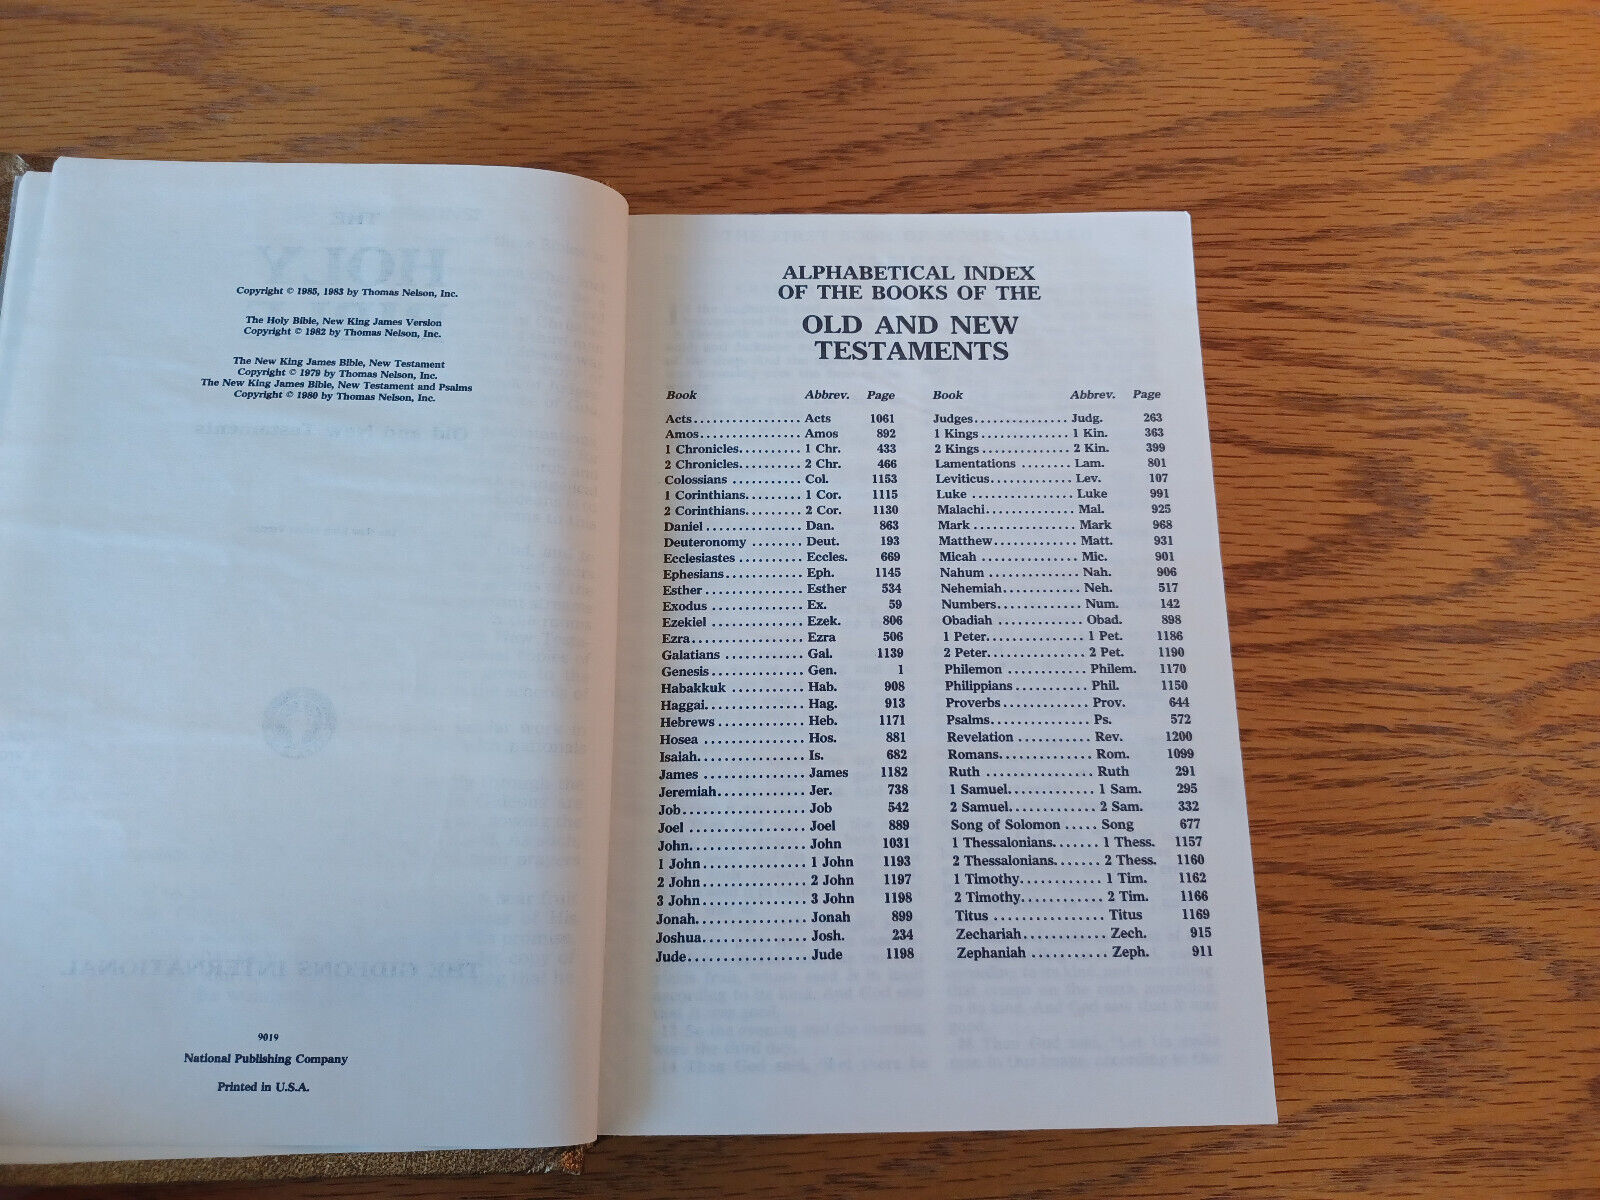 Copyright © 1985, 1983 by Thomas Nelson, Inc.
The Holy Bible, New King James Version
Copyright © 1982 by Thomas Nelson, Inc.
The New King James Bible, New Testament
Copyright © 1979 by Thomas Nelson, Inc.
The New King James Bible, New Testament and Psalms
Copyright © 1980 by Thomas Nelson, Inc.
9019
National Publishing Company
Printed in U.S.A.
ALPHABETICAL INDEX
OF THE BOOKS OF THE
OLD AND NEW
TESTAMENTS
Book Abbrev. Page
Acts................. Acts 1061
Amos................ Amos 892
1 Chronicles.......... 1 Chr. 433
2 Chronicles.......... 2 Chr. 466
Colossians ........... Col. 1153
1 Corinthians......... 1 Cor. 1115
2 Corinthians......... 2 Cor. 1130
Daniel ............... Dan. 863
Deuteronomy ........ Deut. 193
Ecclesiastes .......... Eccles. 669
Ephesians............ Eph. 1145
Esther ............... Esther 534
Exodus .............. Ex. 59
Ezekiel .............. Ezek. 806
Ezra................. Ezra 506
Galatians ............ Gal. 1139
Genesis.............. Gen. 1
Habakkuk ........... Hab. 908
Haggai............... Hag. 913
Hebrews ............. Heb. 1171
Hosea ............... Hos. 881
Isaiah................ Is. 682
James ............... James 1182
Jeremiah............. Jer. 738
Job.................. Job 542
Joel ................. Joel 889
John................. John 1031
1 John............... 1 John 1193
2 John............... 2 John 1197
3 John............... 3 John 1198
Jonah................ Jonah 899
Joshua............... Josh. 234
Jude................. Jude 1198
Book Abbrev. Page
Judges............... Judg. 263
1 Kings .............. 1 Kin. 363
2 Kings .............. 2 Kin. 399
Lamentations ........ Lam. 801
Leviticus............. Lev. 107
Luke ................ Luke 991
Malachi.............. Mal. 925
Mark ................ Mark 968
Matthew............. Matt. 931
Micah ............... Mic. 901
Nahum .............. Nah. 906
Nehemiah............ Neh. 517
Numbers............. Num. 142
Obadiah ............. Obad. 898
1 Peter............... 1 Pet. 1186
2 Peter............... 2 Pet. 1190
Philemon ............ Philem. 1170
Philippians........... Phil. 1150
Proverbs ............. Prov. 644
Psalms............... Ps. 572
Revelation ........... Rev. 1200
Romans.............. Rom. 1099
Ruth ................ Ruth 291
1 Samuel............. 1 Sam. 295
2 Samuel............. 2 Sam. 332
Song of Solomon ..... Song 677
1 Thessalonians....... 1 Thess. 1157
2 Thessalonians....... 2 Thess. 1160
1 Timothy............ 1 Tim. 1162
2 Timothy............ 2 Tim. 1166
Titus ................ Titus 1169
Zechariah............ Zech. 915
Zephaniah ........... Zeph. 911